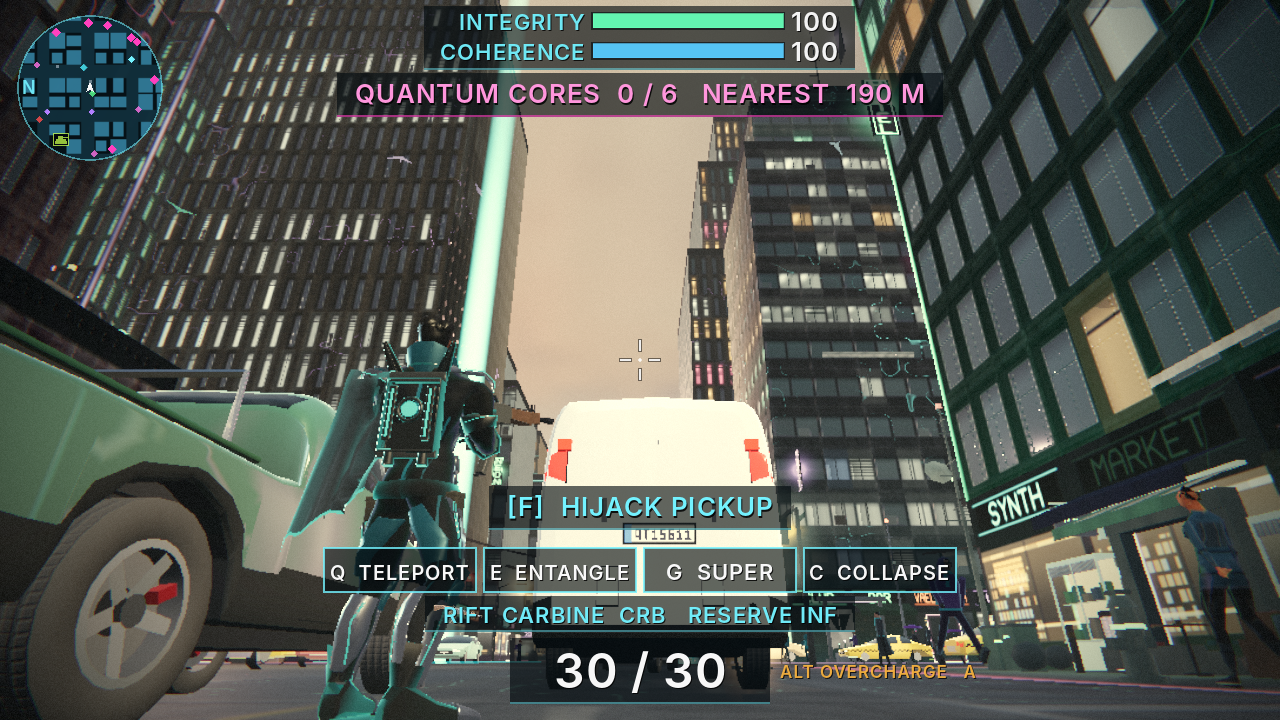 INTEGRITY 100
COHERENCE 100
QUANTUM CORES 0 / 6 NEAREST 190 M
N
MARKET
SYNTH
[F] HIJACK PICKUP
Q TELEPORT
E ENTANGLE
G SUPER
C COLLAPSE
RIFT CARBINE CRB RESERVE INF
30 / 30
ALT OVERCHARGE A